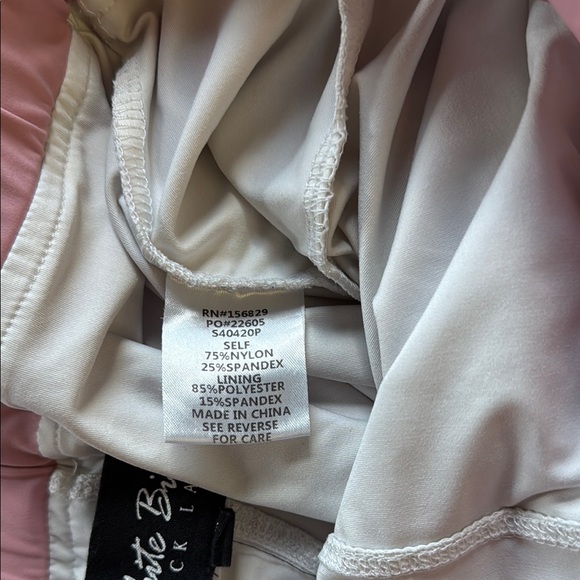 RN#156829
PO#22605
S40420P
SELF
75%NYLON
25%SPANDEX
LINING
85%POLYESTER
15%SPANDEX
MADE IN CHINA
SEE REVERSE
FOR CARE